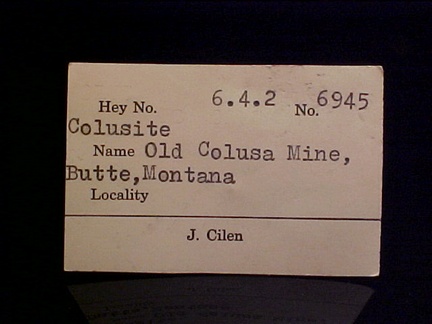 Hey No. 6.4.2 No. 6945
Colusite
Name Old Colusa Mine,
Butte,Montana
Locality
J. Cilen